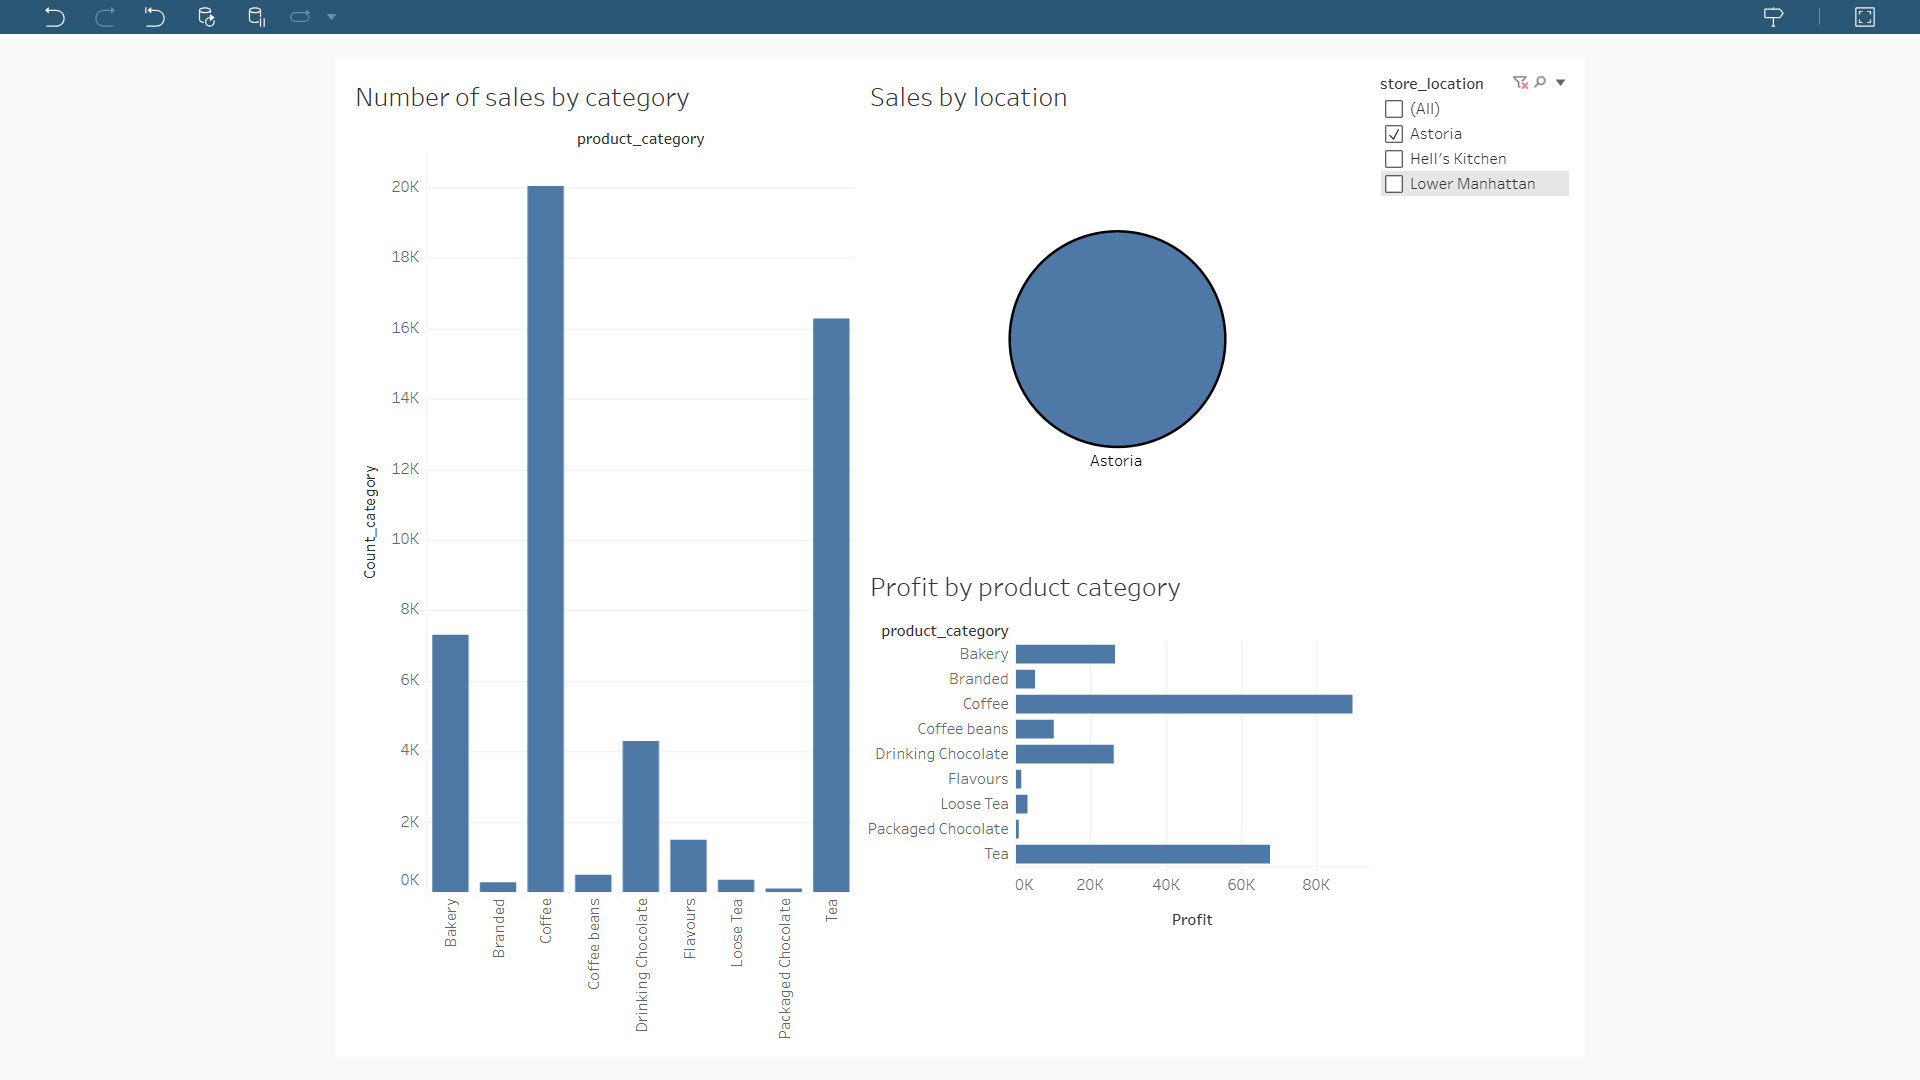 Number of sales by category
product_category
Count_category
20K
18K
16K
14K
12K
10K
8K
6K
4K
2K
0K
Bakery
Branded
Coffee
Coffee beans
Drinking Chocolate
Flavours
Loose Tea
Packaged Chocolate
Tea
Sales by location
Astoria
Profit by product category
product_category
Bakery
Branded
Coffee
Coffee beans
Drinking Chocolate
Flavours
Loose Tea
Packaged Chocolate
Tea
0K 20K 40K 60K 80K
Profit
store_location
(All)
Astoria
Hell's Kitchen
Lower Manhattan